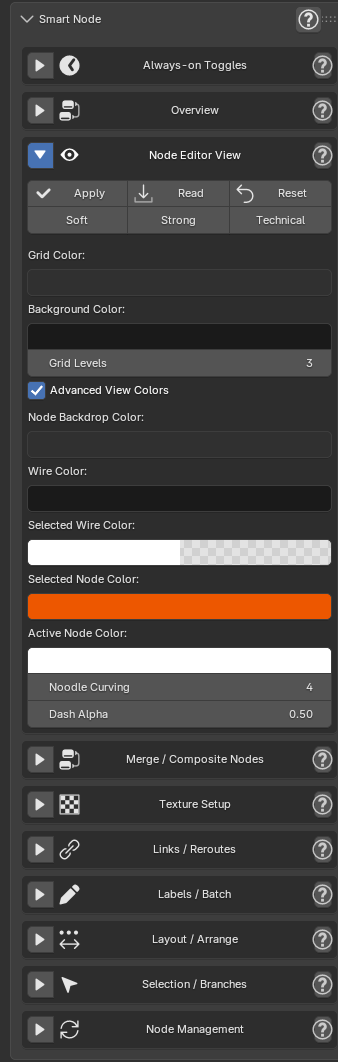 Smart Node
Always-on Toggles
Overview
Node Editor View
Apply Read Reset
Soft Strong Technical
Grid Color:
Background Color:
Grid Levels 3
Advanced View Colors
Node Backdrop Color:
Wire Color:
Selected Wire Color:
Selected Node Color:
Active Node Color:
Noodle Curving 4
Dash Alpha 0.50
Merge / Composite Nodes
Texture Setup
Links / Reroutes
Labels / Batch
Layout / Arrange
Selection / Branches
Node Management